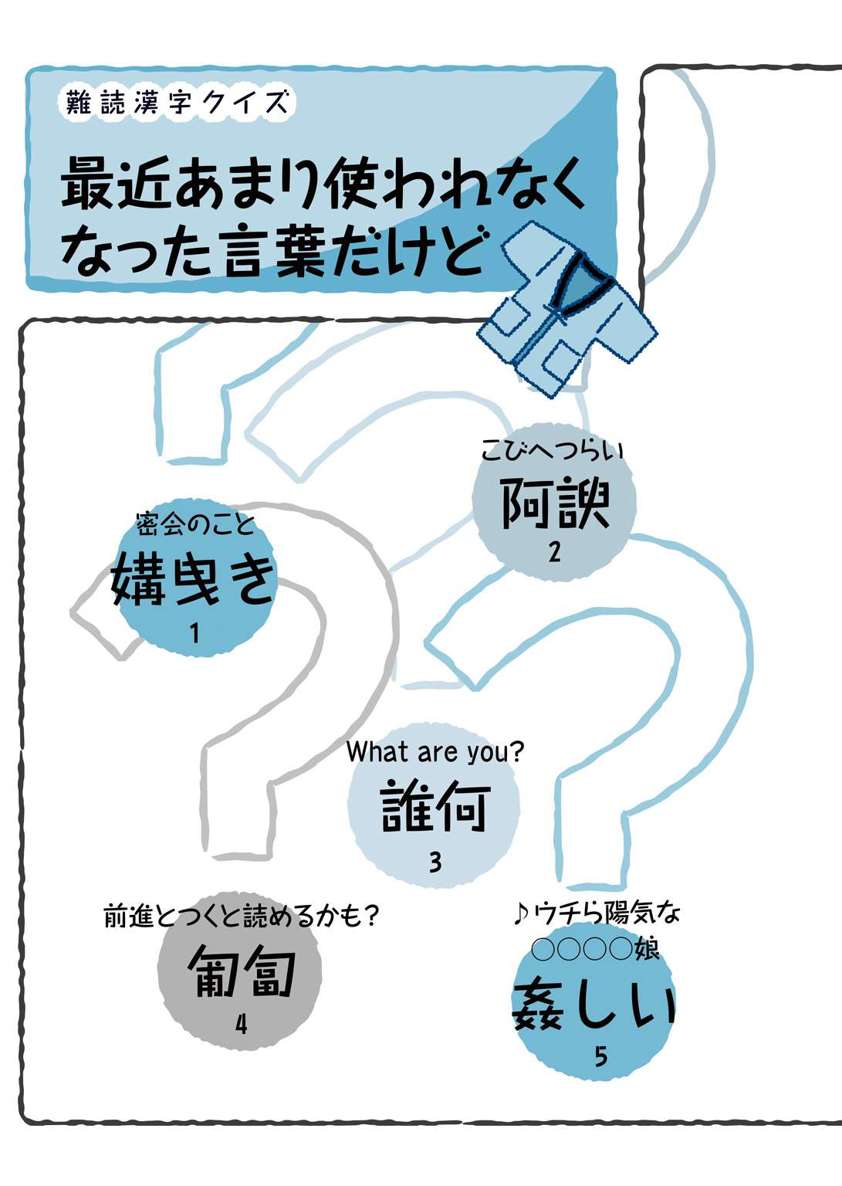 難読漢字クイズ
最近あまり使われなく
なった言葉だけど
密会のこと
媾曳き
1
こびへつらい
阿諛
2
What are you?
誰何
3
前進とつくと読めるかも?
匍匐
4
♪ウチら陽気な
○○○○娘
姦しい
5